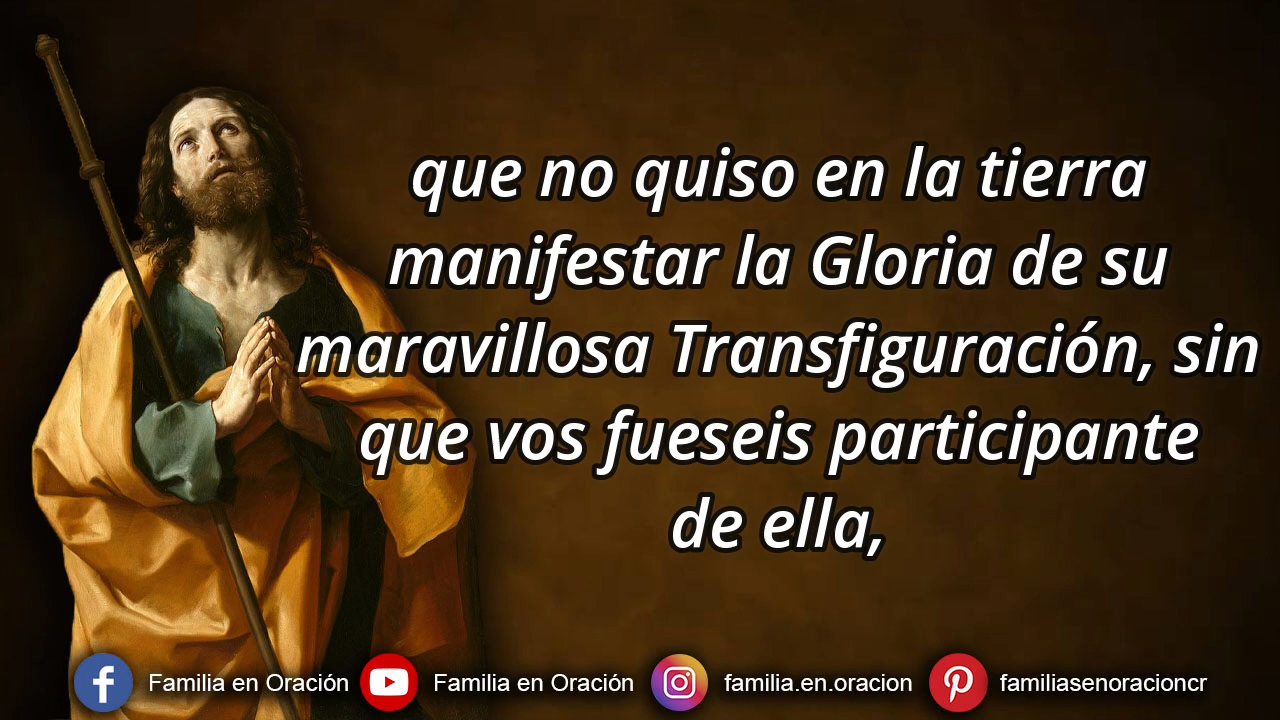 que no quiso en la tierra
manifestar la Gloria de su
maravillosa Transfiguración, sin
que vos fueseis participante
de ella,
Familia en Oración Familia en Oración familia.en.oracion familiasenoracioncr